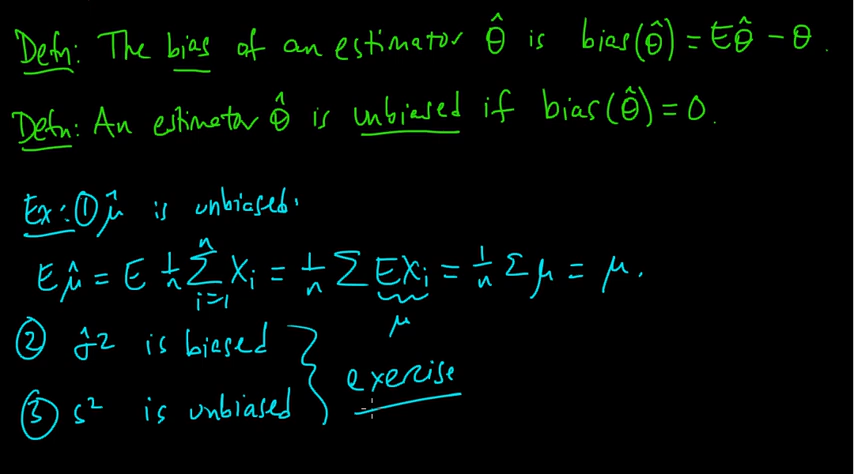 Defn: The bias of an estimator θ̂ is bias(θ̂) = Eθ̂ − θ.
Defn: An estimator θ̂ is unbiased if bias(θ̂) = 0.
Ex: ① μ̂ is unbiased.
Eμ̂ = E 1/n ∑_{i=1}^{n} X_i = 1/n ∑ EX_i = 1/n ∑ μ = μ.
μ
② σ̂² is biased
exercise
③ s² is unbiased